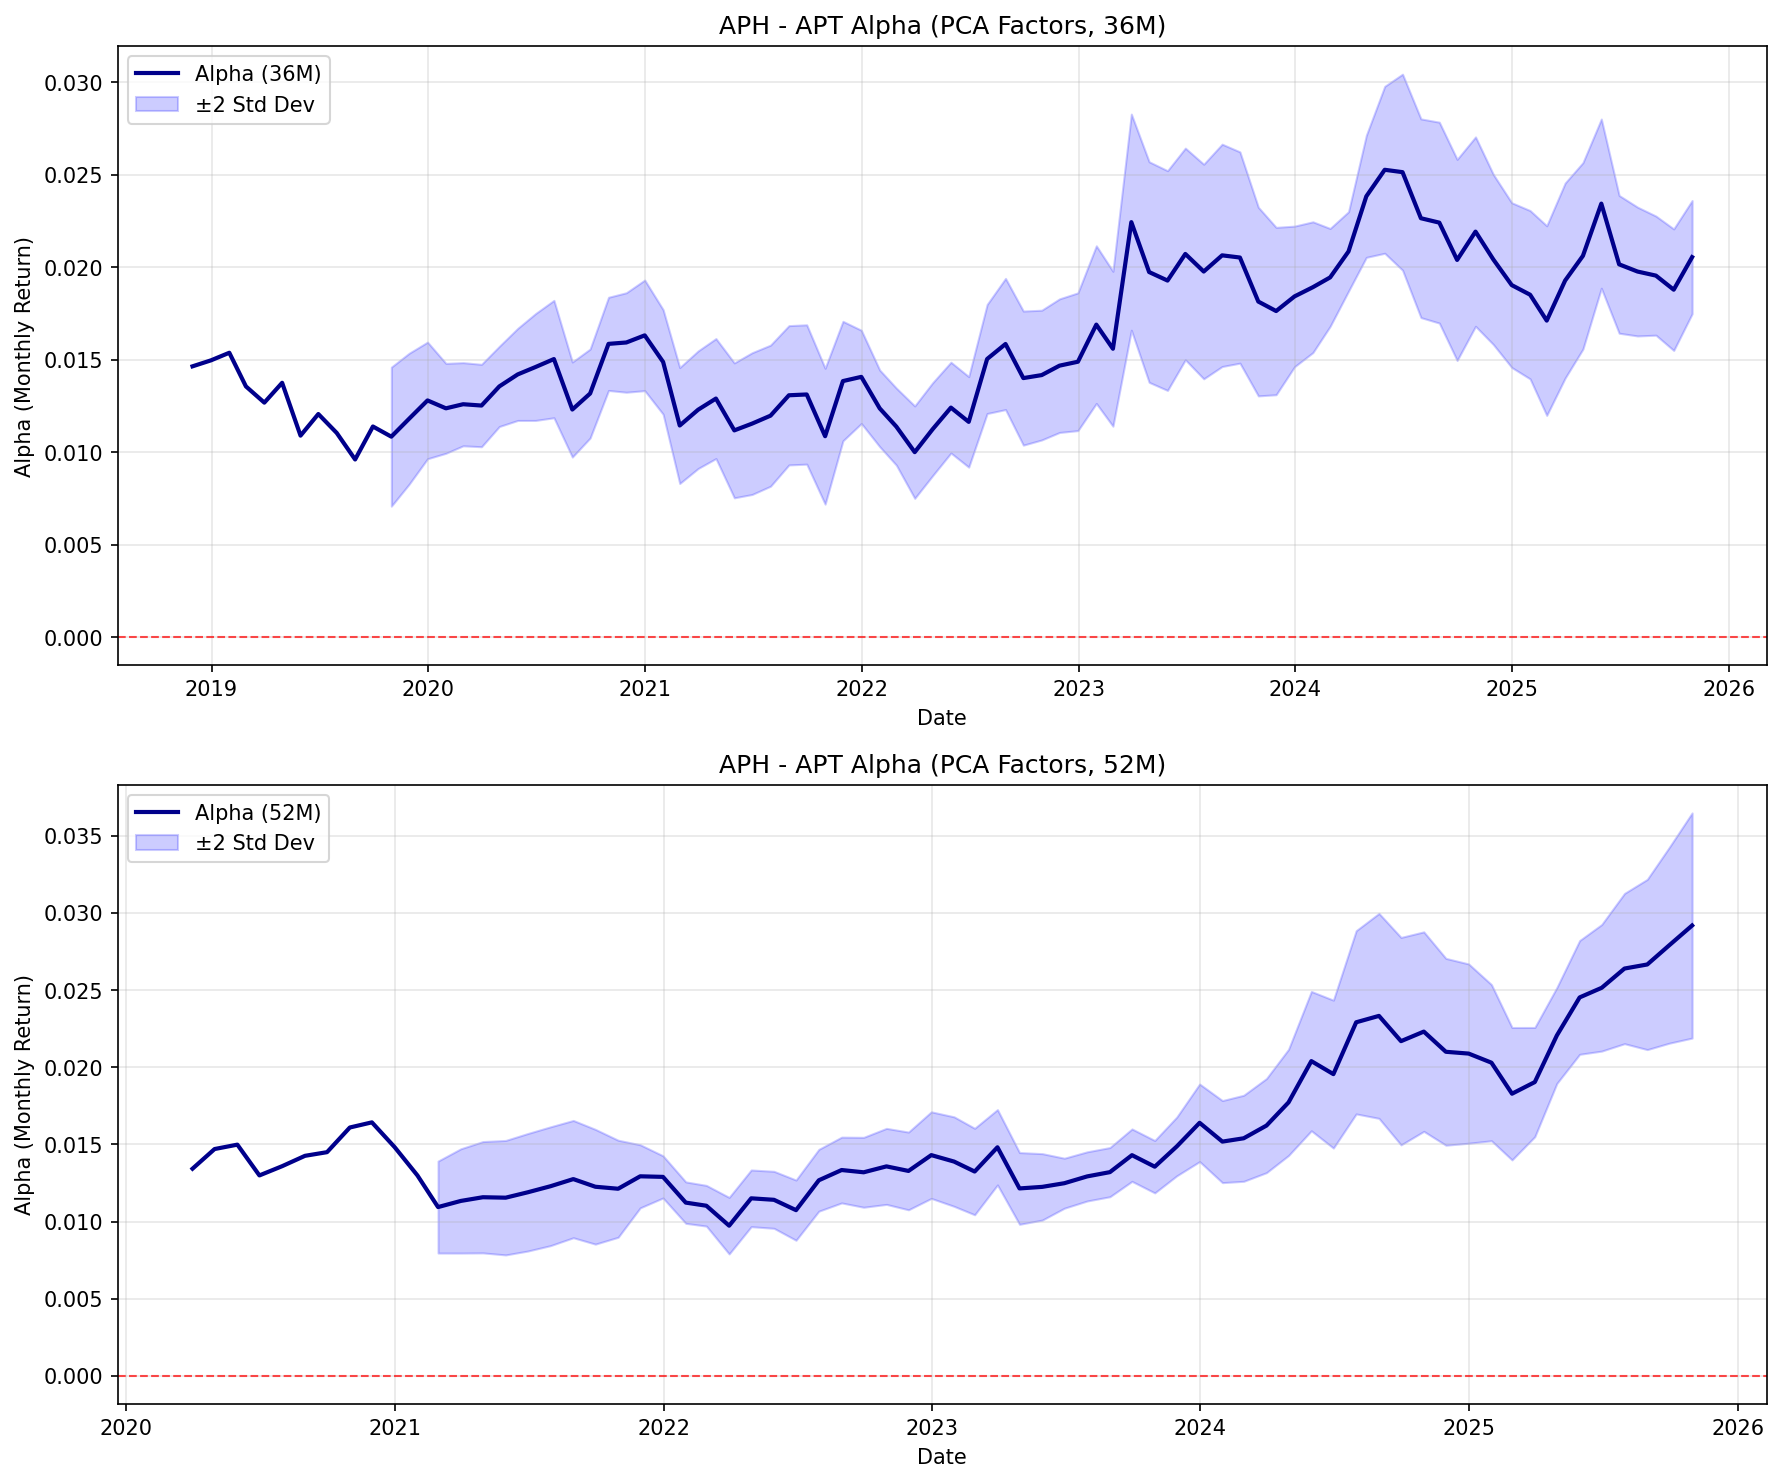 APH - APT Alpha (PCA Factors, 36M)
Alpha (36M)
±2 Std Dev
Alpha (Monthly Return)
0.030
0.025
0.020
0.015
0.010
0.005
0.000
2019 2020 2021 2022 2023 2024 2025 2026
Date
APH - APT Alpha (PCA Factors, 52M)
Alpha (52M)
±2 Std Dev
Alpha (Monthly Return)
0.035
0.030
0.025
0.020
0.015
0.010
0.005
0.000
2020 2021 2022 2023 2024 2025 2026
Date